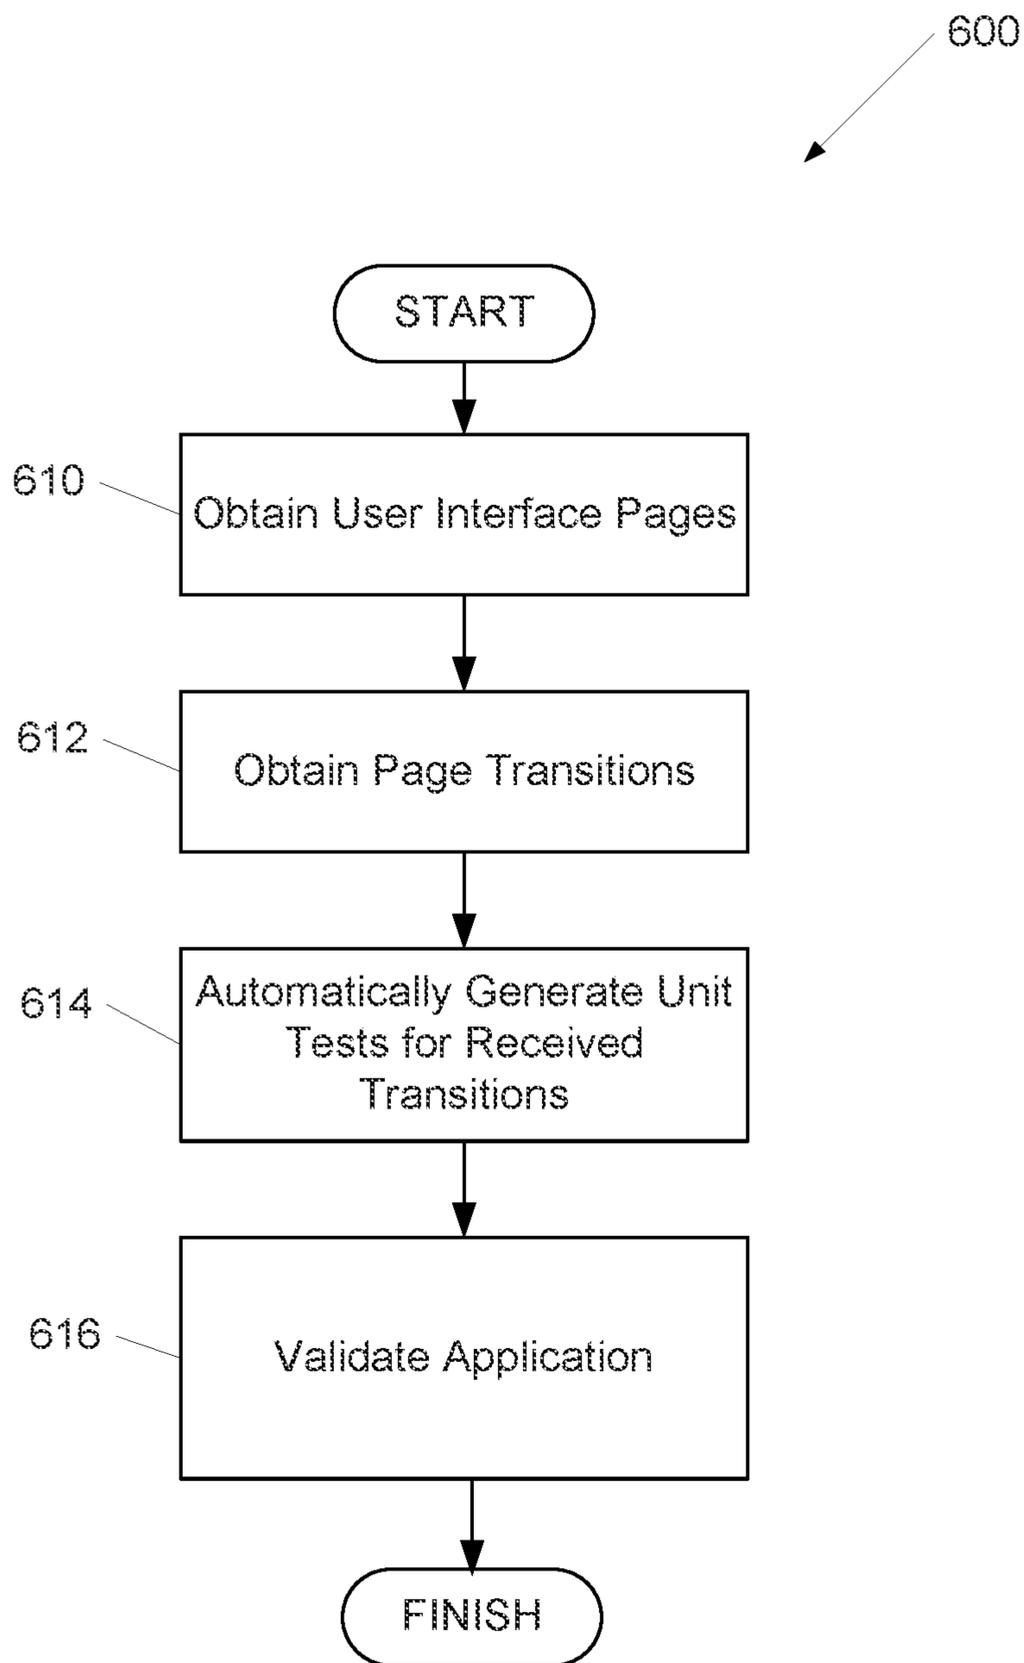 600
START
610
Obtain User Interface Pages
612
Obtain Page Transitions
614
Automatically Generate Unit
Tests for Received
Transitions
616
Validate Application
FINISH